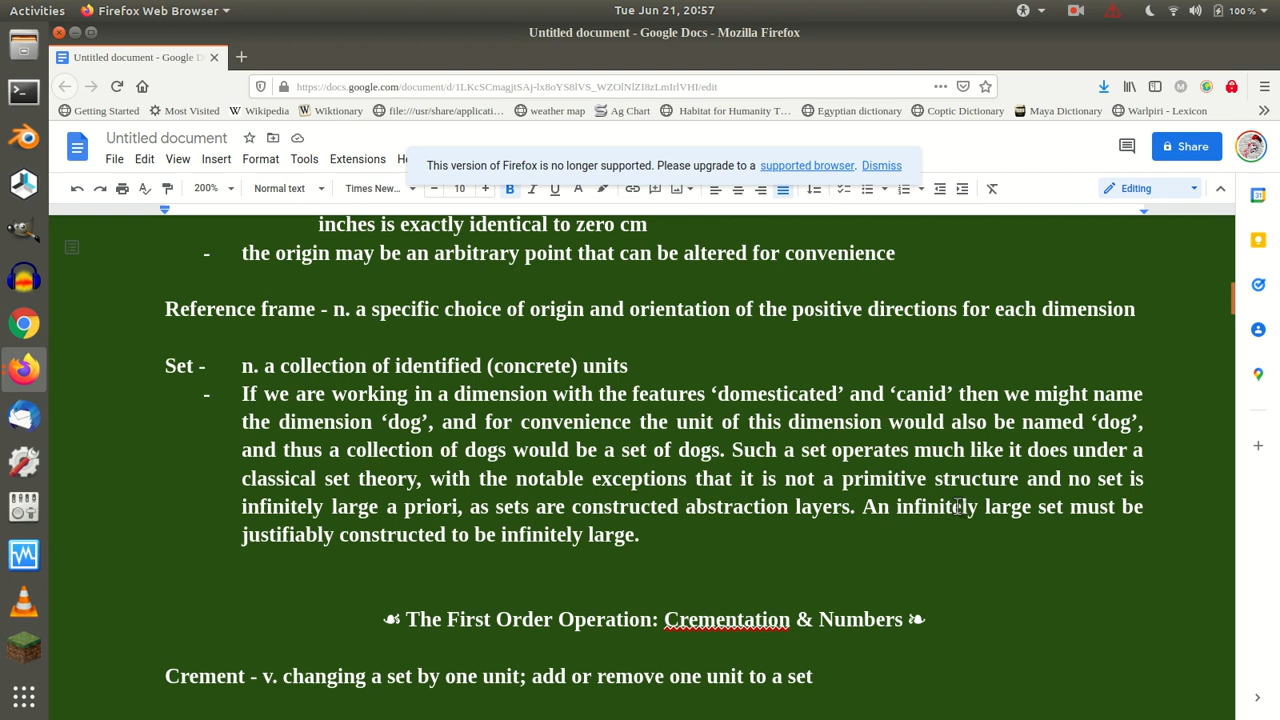 Activities Firefox Web Browser Tue Jun 21, 20:57 100 %
Untitled document - Google Docs - Mozilla Firefox
Untitled document - Google D
https://docs.google.com/document/d/
Getting Started Most Visited Wikipedia Wiktionary file:///usr/share/applicati… weather map Ag Chart Habitat for Humanity T… Egyptian dictionary Coptic Dictionary Maya Dictionary Warlpiri - Lexicon
Untitled document
Share
File Edit View Insert Format Tools Extensions
This version of Firefox is no longer supported. Please upgrade to a supported browser. Dismiss
200% Normal text Times New... 10 Editing
inches is exactly identical to zero cm
- the origin may be an arbitrary point that can be altered for convenience
Reference frame - n. a specific choice of origin and orientation of the positive directions for each dimension
Set - n. a collection of identified (concrete) units
- If we are working in a dimension with the features ‘domesticated’ and ‘canid’ then we might name
the dimension ‘dog’, and for convenience the unit of this dimension would also be named ‘dog’,
and thus a collection of dogs would be a set of dogs. Such a set operates much like it does under a
classical set theory, with the notable exceptions that it is not a primitive structure and no set is
infinitely large a priori, as sets are constructed abstraction layers. An infinitely large set must be
justifiably constructed to be infinitely large.
☙ The First Order Operation: Crementation & Numbers ❧
Crement - v. changing a set by one unit; add or remove one unit to a set